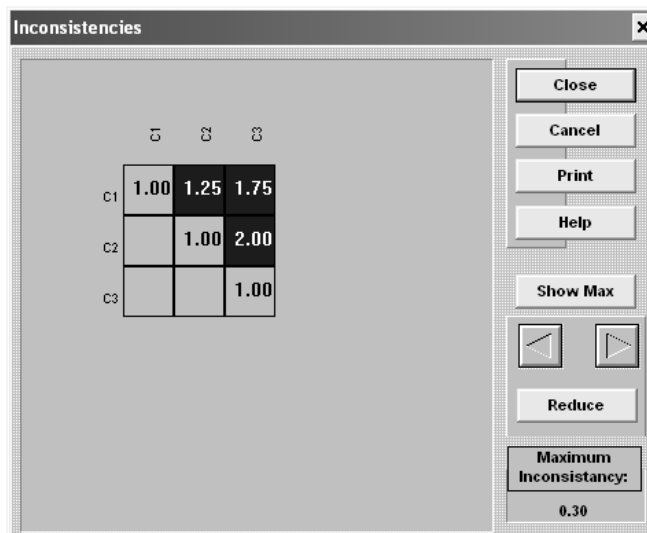 Inconsistencies
C1 C2 C3
C1 1.00 1.25 1.75
C2 1.00 2.00
C3 1.00
Close
Cancel
Print
Help
Show Max
Reduce
Maximum
Inconsistancy:
0.30